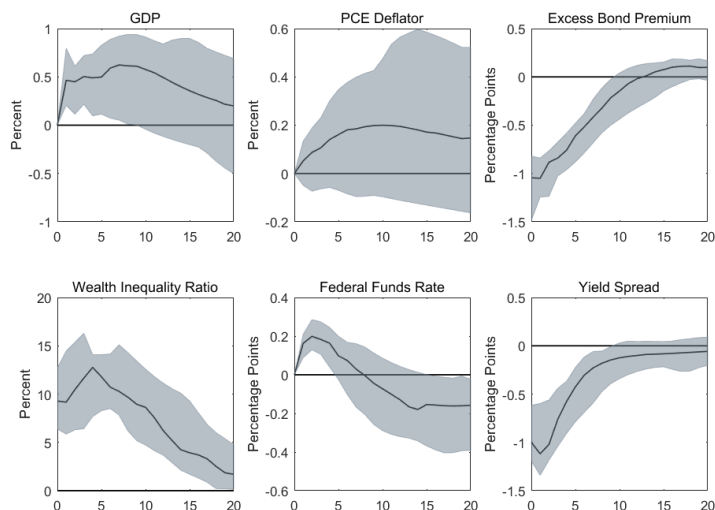 GDP
PCE Deflator
Excess Bond Premium
1
0.5
0
-0.5
-1
Percent
0 5 10 15 20
0.6
0.4
0.2
0
-0.2
Percent
0 5 10 15 20
0.5
0
-0.5
-1
-1.5
Percentage Points
0 5 10 15 20
Wealth Inequality Ratio
Federal Funds Rate
Yield Spread
20
15
10
5
0
Percent
0 5 10 15 20
0.4
0.2
0
-0.2
-0.4
-0.6
Percentage Points
0 5 10 15 20
0.5
0
-0.5
-1
-1.5
Percentage Points
0 5 10 15 20